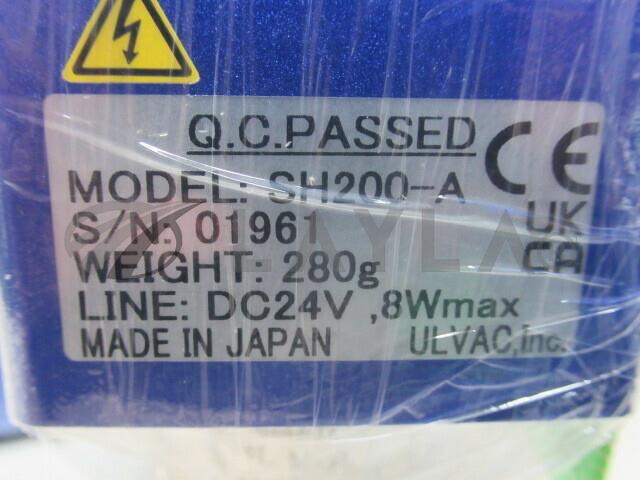 Q.C.PASSED
CE
MODEL: SH200-A
UK
CA
S/N: 01961
WEIGHT: 280g
LINE: DC24V ,8Wmax
MADE IN JAPAN ULVAC,Inc.